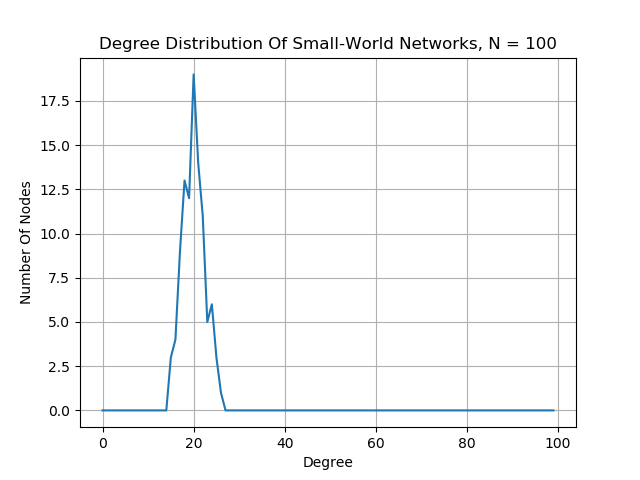 Degree Distribution Of Small-World Networks, N = 100
17.5
15.0
12.5
10.0
7.5
5.0
2.5
0.0
Number Of Nodes
0 20 40 60 80 100
Degree